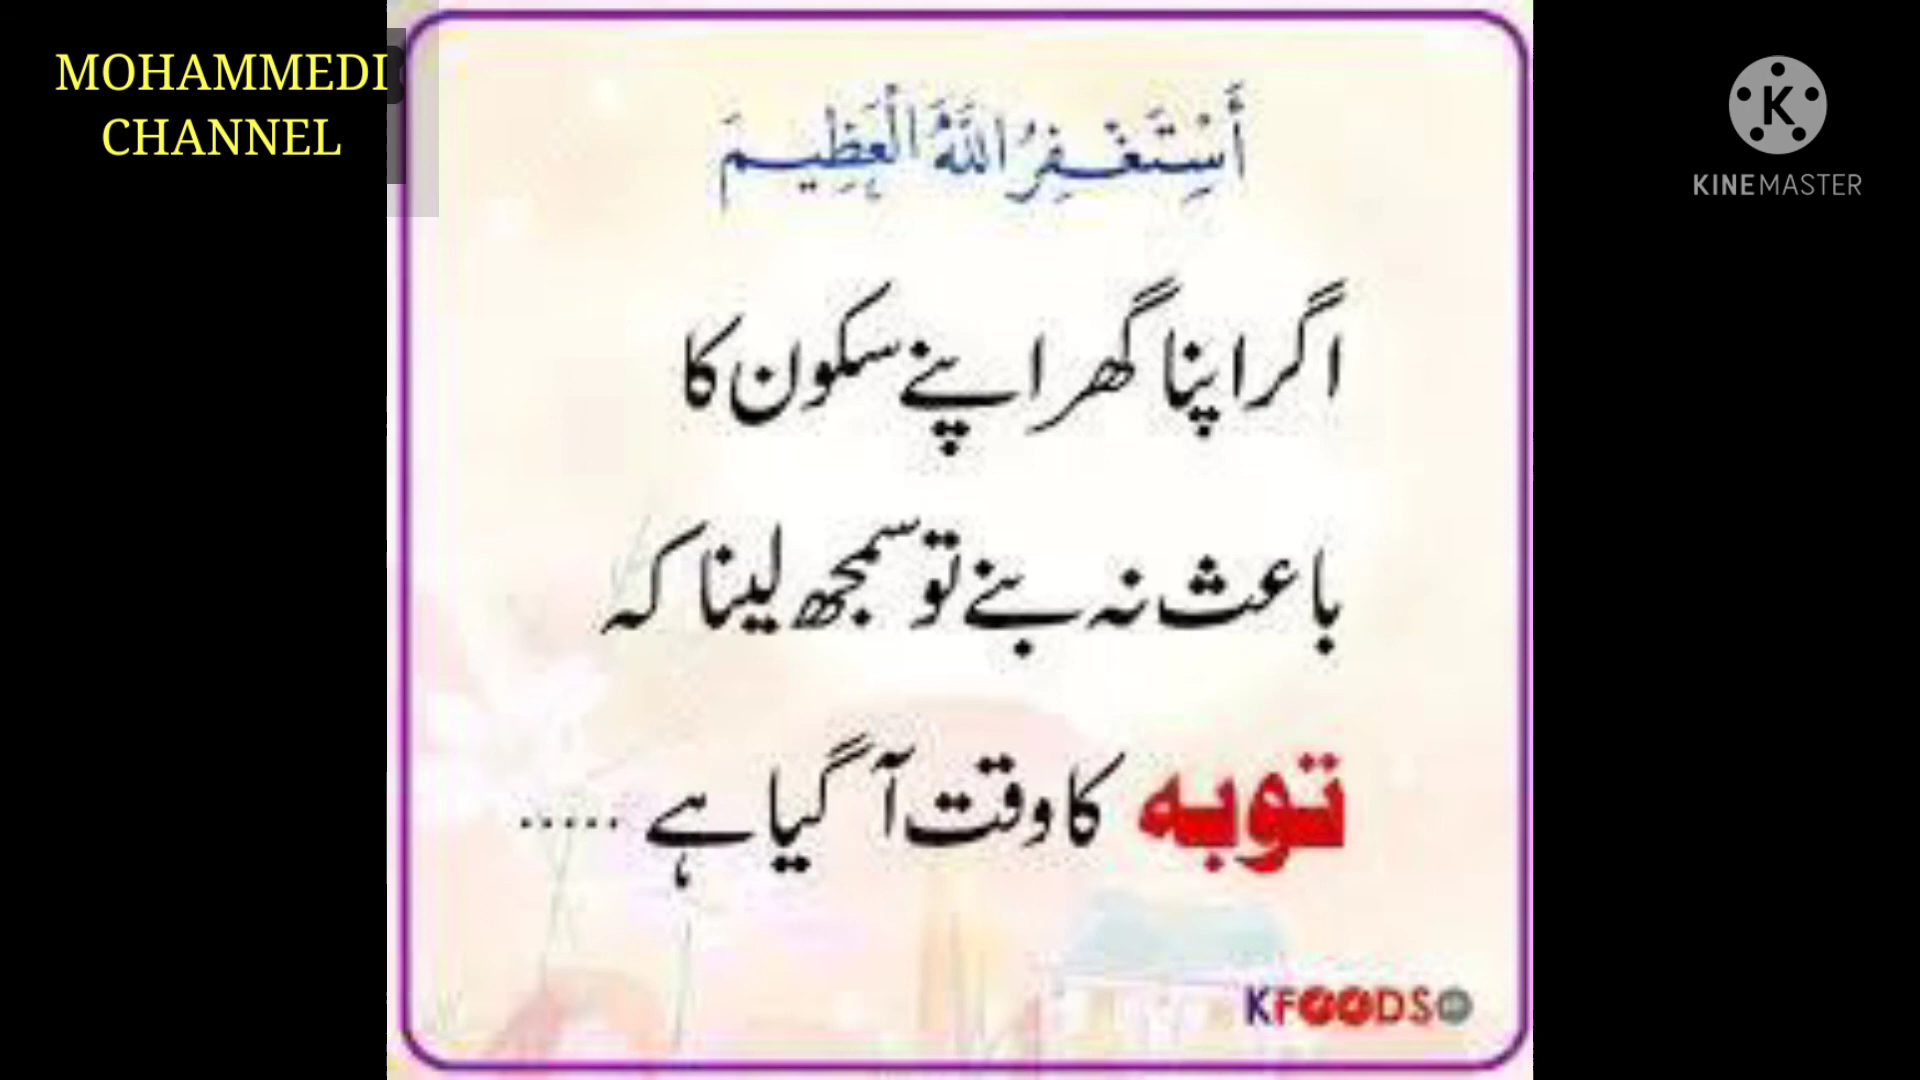 MOHAMMEDI
CHANNEL
KINEMASTER
أَسْتَغْفِرُ اللَّهَ الْعَظِيمَ
اگر اپنا گھر اپنے سکون کا
باعث نہ بنے تو سمجھ لینا کہ
توبہ کا وقت آ گیا ہے .....
KFOODS